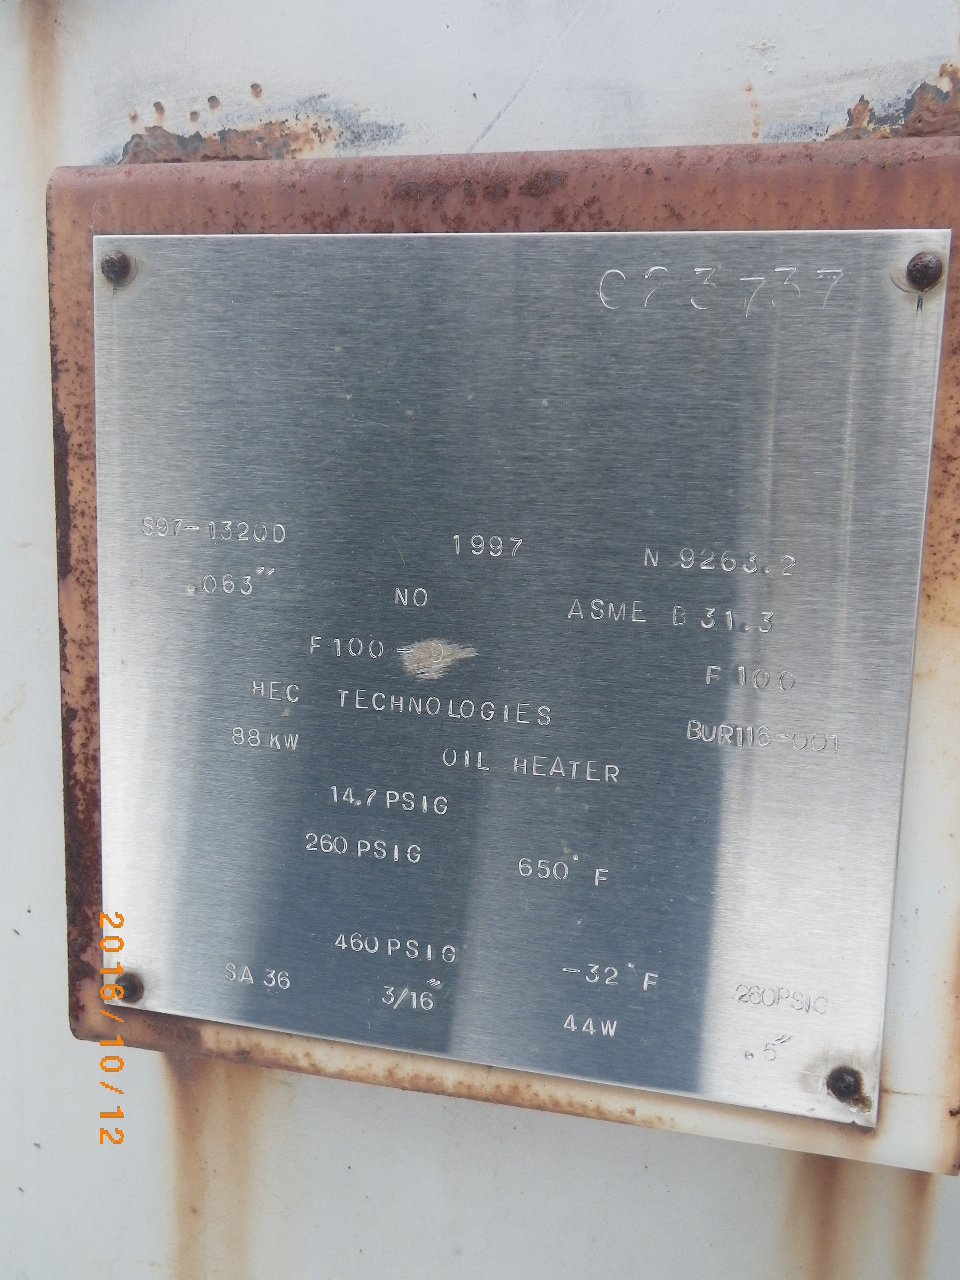 C23737
S97-1320D 1997 N 9263.2
.063" NO ASME B 31.3
F100- F 100
HEC TECHNOLOGIES BUR116-001
88 KW OIL HEATER
14.7 PSIG
260 PSIG 650° F
460 PSIG -32° F 260PSIG
SA 36 3/16" 44W .5"
2016/10/12